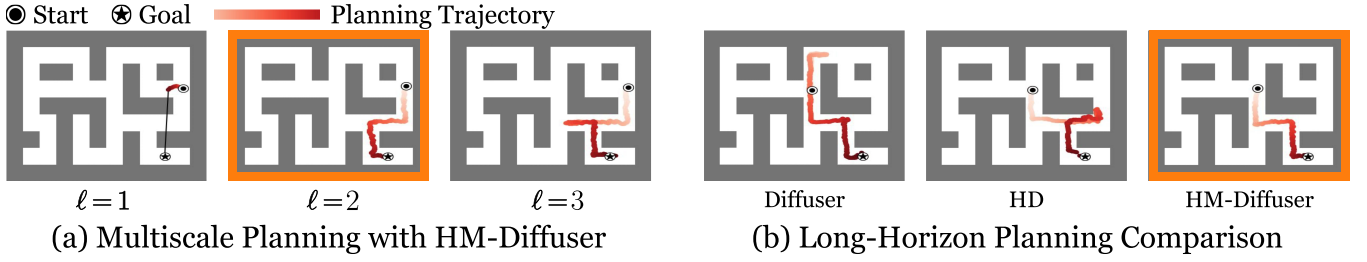 Start Goal Planning Trajectory
ℓ = 1 ℓ = 2 ℓ = 3 Diffuser HD HM-Diffuser
(a) Multiscale Planning with HM-Diffuser (b) Long-Horizon Planning Comparison